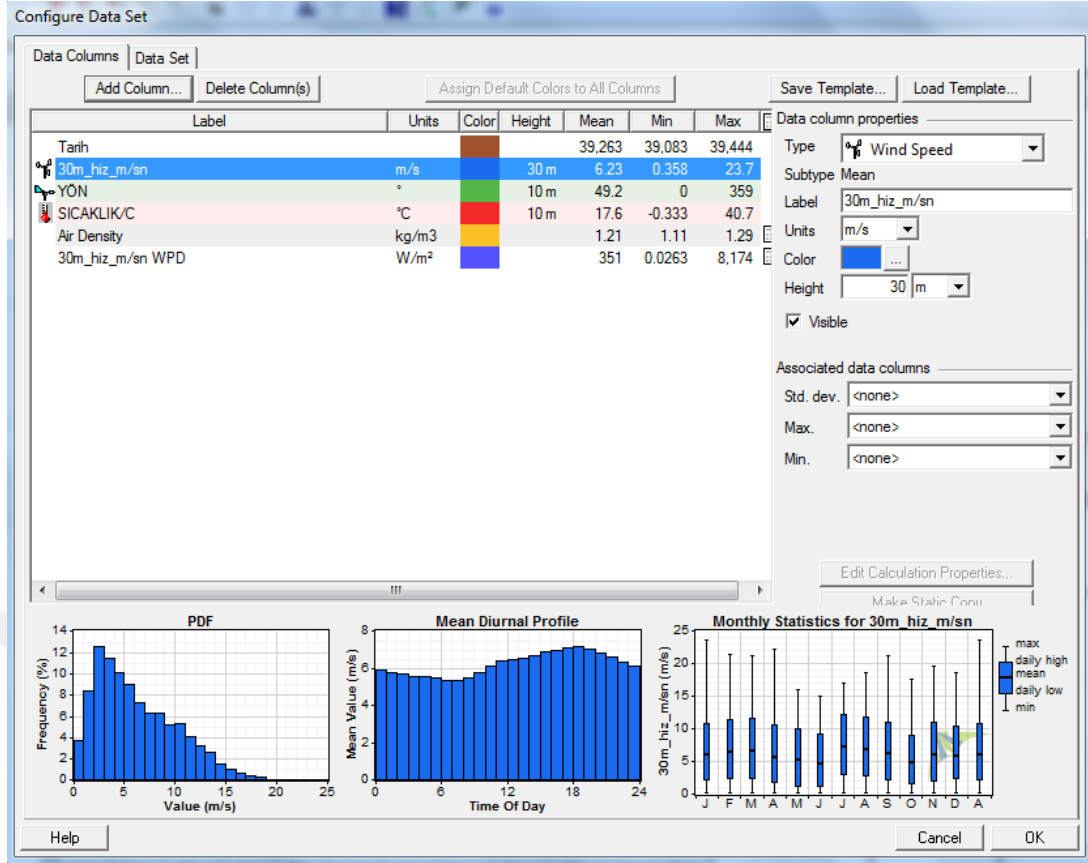 Configure Data Set
Data Columns Data Set
Add Column... Delete Column(s) Assign Default Colors to All Columns Save Template... Load Template...
Label Units Color Height Mean Min Max
Tarih 39,263 39,083 39,444
30m_hiz_m/sn m/s 30 m 6.23 0.358 23.7
YÖN ° 10 m 49.2 0 359
SICAKLIK/C °C 10 m 17.6 -0.333 40.7
Air Density kg/m3 1.21 1.11 1.29
30m_hiz_m/sn WPD W/m² 351 0.0263 8,174
Data column properties
Type Wind Speed
Subtype Mean
Label 30m_hiz_m/sn
Units m/s
Color ...
Height 30 m
Visible
Associated data columns
Std. dev. <none>
Max. <none>
Min. <none>
Edit Calculation Properties...
Make Static Copy
PDF
Frequency (%)
14
12
10
8
6
4
2
0
0 5 10 15 20 25
Value (m/s)
Mean Diurnal Profile
Mean Value (m/s)
8
6
4
2
0
0 6 12 18 24
Time Of Day
Monthly Statistics for 30m_hiz_m/sn
30m_hiz_m/sn (m/s)
25
20
15
10
5
0
J F M A M J J A S O N D A
max
daily high
mean
daily low
min
Help Cancel OK